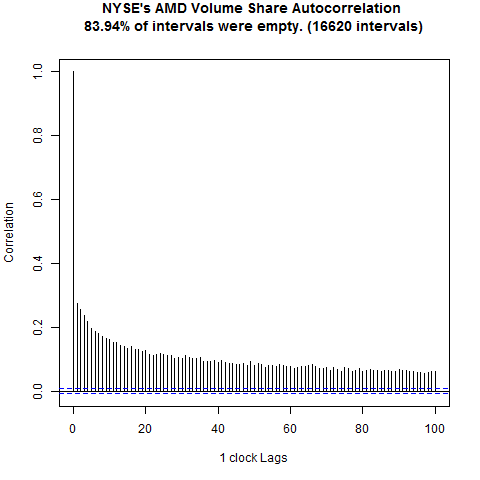 NYSE's AMD Volume Share Autocorrelation
83.94% of intervals were empty. (16620 intervals)
1.0
0.8
0.6
0.4
0.2
0.0
Correlation
0 20 40 60 80 100
1 clock Lags